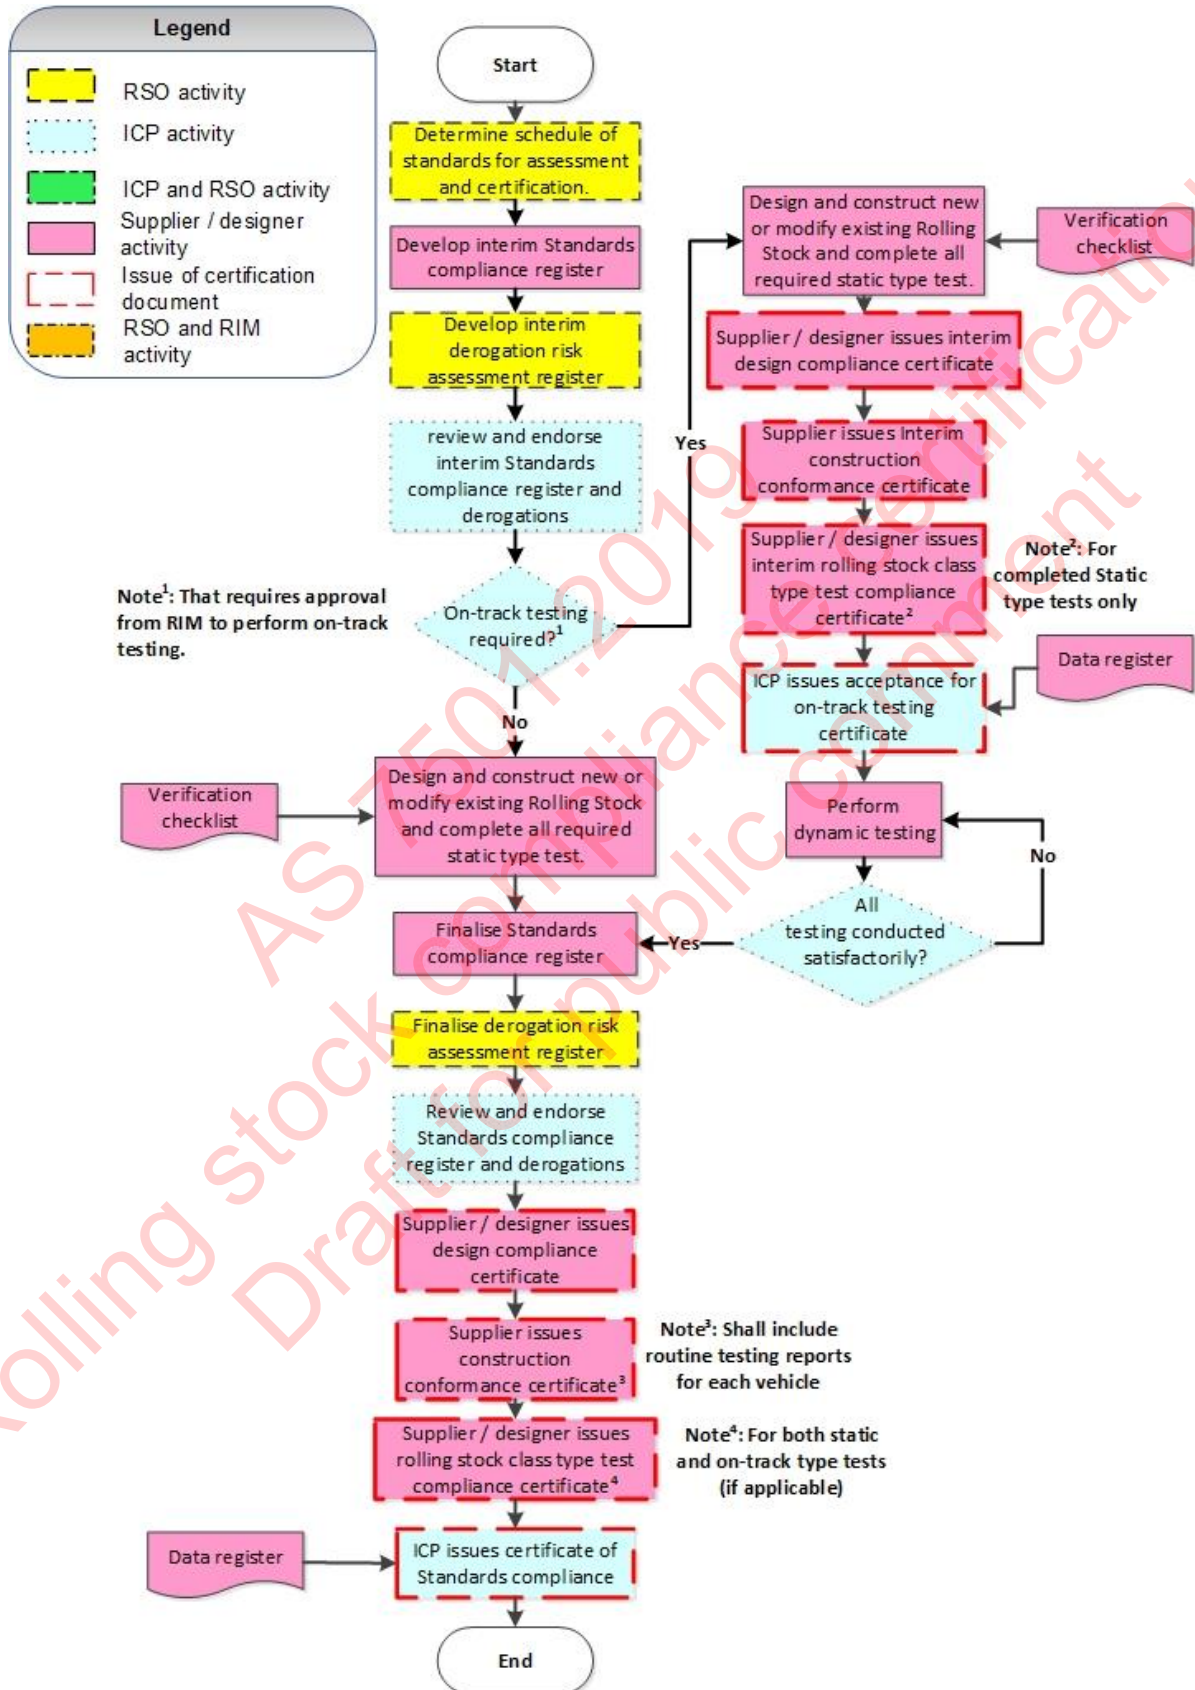 Legend
RSO activity
ICP activity
ICP and RSO activity
Supplier / designer
activity
Issue of certification
document
RSO and RIM
activity
Start
Determine schedule of
standards for assessment
and certification.
Develop interim Standards
compliance register
Develop interim
derogation risk
assessment register
review and endorse
interim Standards
compliance register and
derogations
Note¹: That requires approval
from RIM to perform on-track
testing.
On-track testing
required?¹
Yes
No
Design and construct new
or modify existing Rolling
Stock and complete all
required static type test.
Verification
checklist
Supplier / designer issues interim
design compliance certificate
Supplier issues Interim
construction
conformance certificate
Supplier / designer issues
interim rolling stock class
type test compliance
certificate²
Note²: For
completed Static
type tests only
Data register
ICP issues acceptance for
on-track testing
certificate
Perform
dynamic testing
No
All
testing conducted
satisfactorily?
Yes
Verification
checklist
Design and construct new or
modify existing Rolling Stock
and complete all required
static type test.
Finalise Standards
compliance register
Finalise derogation risk
assessment register
Review and endorse
Standards compliance
register and derogations
Supplier / designer issues
design compliance
certificate
Supplier issues
construction
conformance certificate³
Note³: Shall include
routine testing reports
for each vehicle
Supplier / designer issues
rolling stock class type test
compliance certificate⁴
Note⁴: For both static
and on-track type tests
(if applicable)
Data register
ICP issues certificate of
Standards compliance
End
AS 7501:2019
Rolling stock compliance certification
Draft for public comment